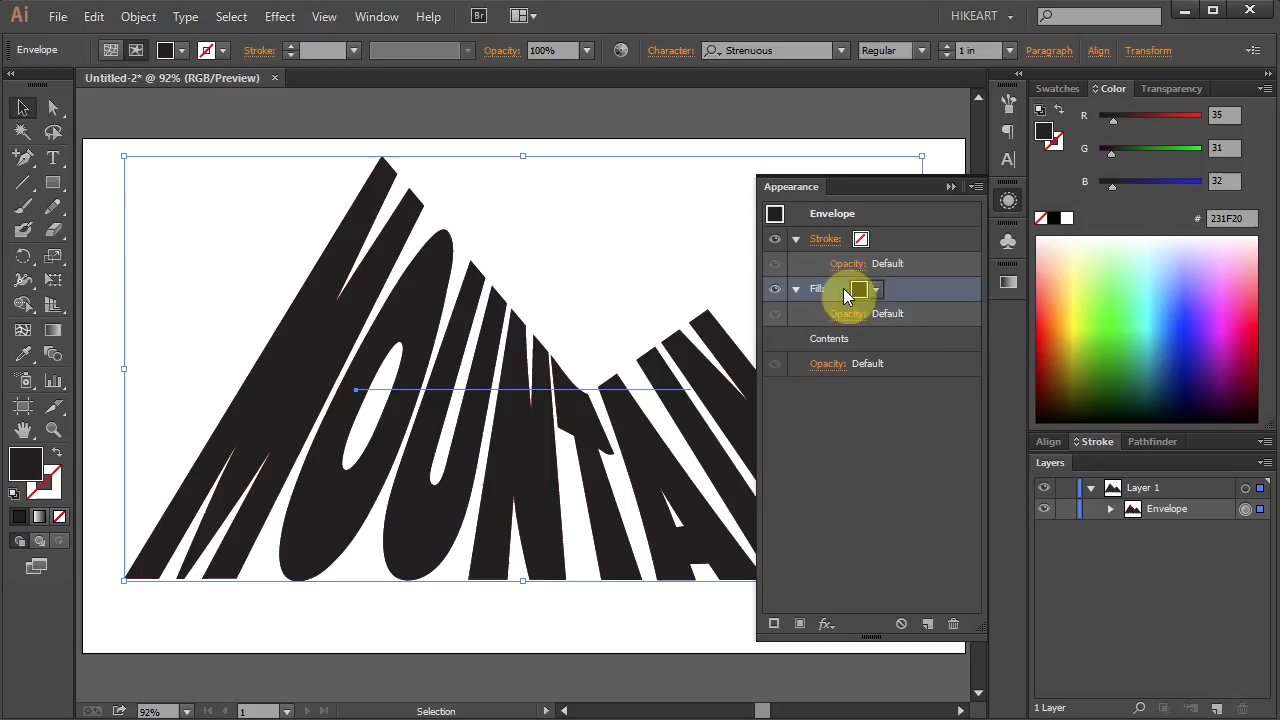 Ai File Edit Object Type Select Effect View Window Help Br HIKEART
Envelope Stroke: Opacity: 100% Character: Strenuous Regular 1 in Paragraph Align Transform
Untitled-2* @ 92% (RGB/Preview) ×
Swatches Color Transparency
R 35
G 31
B 32
# 231F20
Appearance
Envelope
Stroke:
Opacity: Default
Fill:
Opacity: Default
Contents
Opacity: Default
fx
MOUNTAIN
Align Stroke Pathfinder
Layers
Layer 1
Envelope
1 Layer
92% 1 Selection